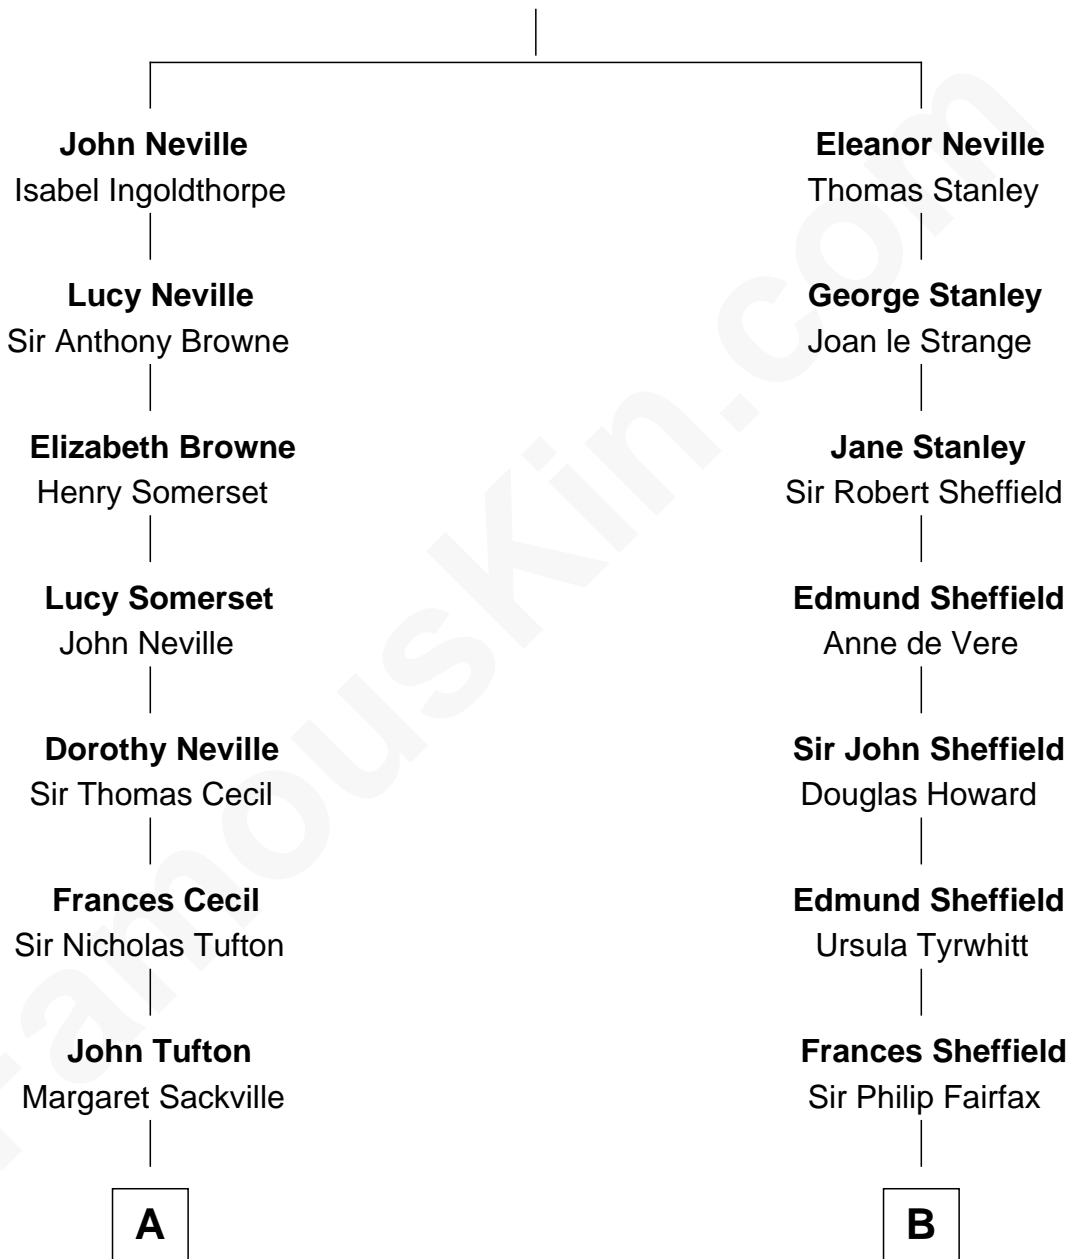 John Neville
Isabel Ingoldthorpe
Lucy Neville
Sir Anthony Browne
Elizabeth Browne
Henry Somerset
Lucy Somerset
John Neville
Dorothy Neville
Sir Thomas Cecil
Frances Cecil
Sir Nicholas Tufton
John Tufton
Margaret Sackville
A
Eleanor Neville
Thomas Stanley
George Stanley
Joan le Strange
Jane Stanley
Sir Robert Sheffield
Edmund Sheffield
Anne de Vere
Sir John Sheffield
Douglas Howard
Edmund Sheffield
Ursula Tyrwhitt
Frances Sheffield
Sir Philip Fairfax
B
FamousKin.com